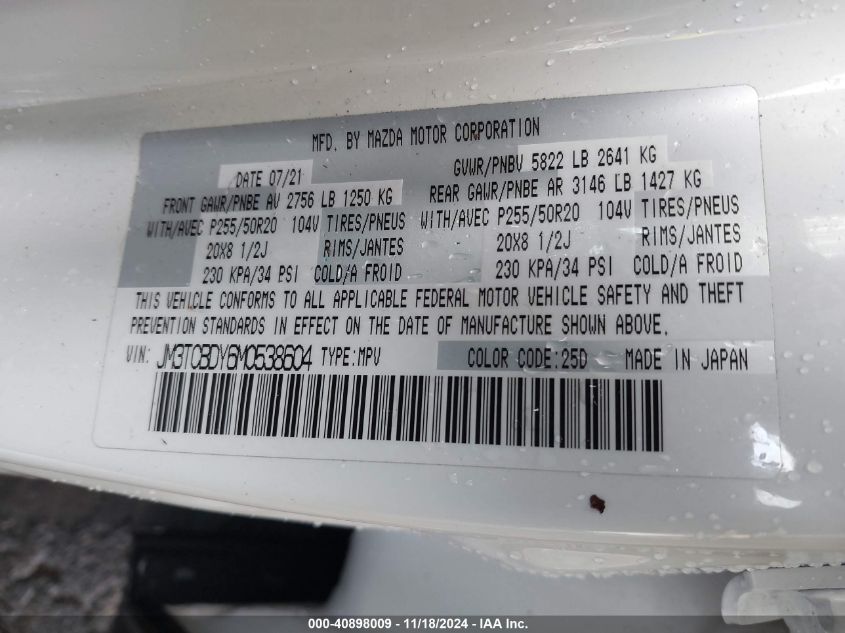 MFD. BY MAZDA MOTOR CORPORATION
DATE 07/21 GVWR/PNBV 5822 LB 2641 KG
FRONT GAWR/PNBE AV 2756 LB 1250 KG REAR GAWR/PNBE AR 3146 LB 1427 KG
WITH/AVEC P255/50R20 104V TIRES/PNEUS WITH/AVEC P255/50R20 104V TIRES/PNEUS
20X8 1/2J RIMS/JANTES 20X8 1/2J RIMS/JANTES
230 KPA/34 PSI COLD/A FROID 230 KPA/34 PSI COLD/A FROID
THIS VEHICLE CONFORMS TO ALL APPLICABLE FEDERAL MOTOR VEHICLE SAFETY AND THEFT
PREVENTION STANDARDS IN EFFECT ON THE DATE OF MANUFACTURE SHOWN ABOVE.
VIN: JM3TCBDY6M0538604 TYPE:MPV COLOR CODE:25D MADE IN JAPAN
000-40898009 - 11/18/2024 - IAA Inc.